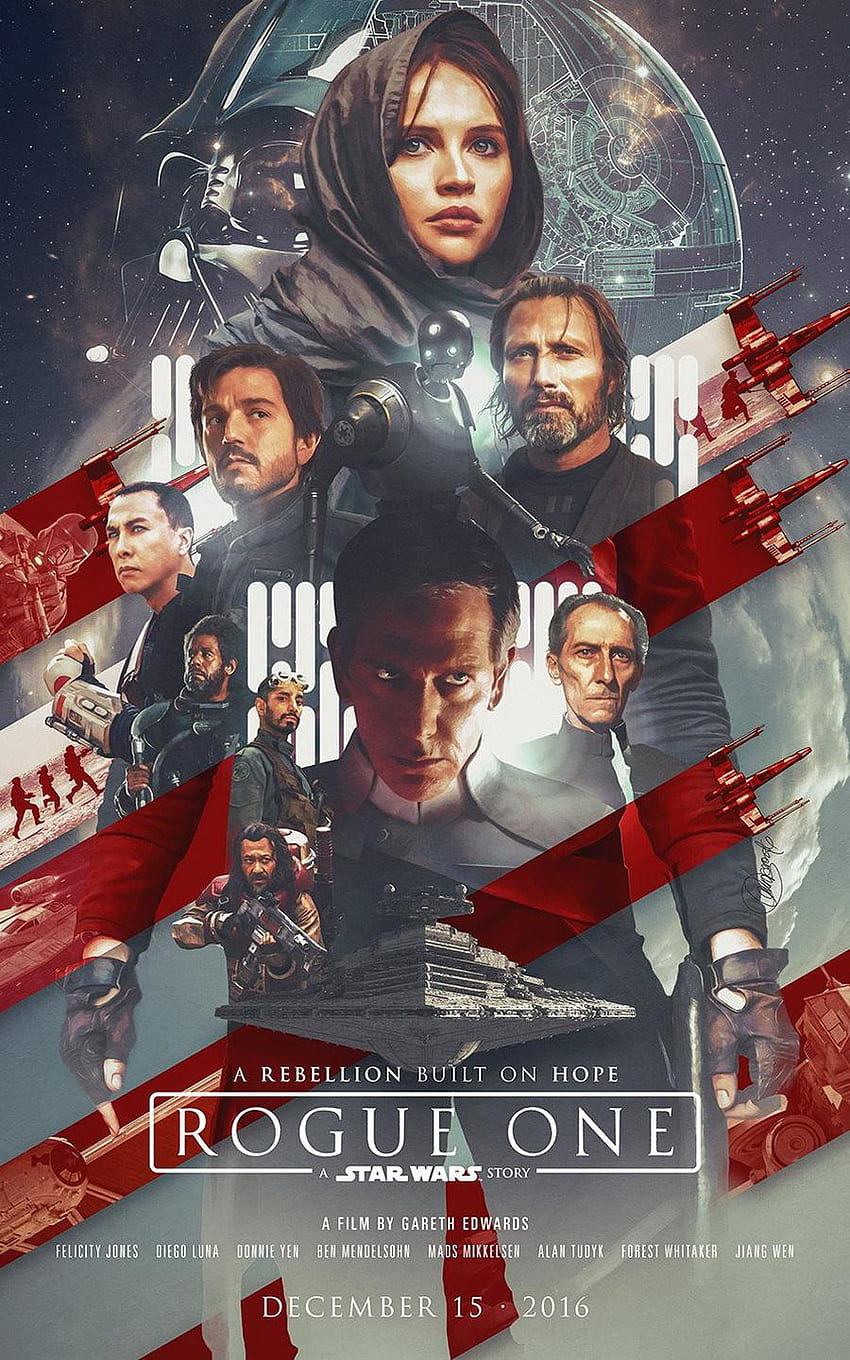 A REBELLION BUILT ON HOPE
ROGUE ONE
A STAR WARS STORY
A FILM BY GARETH EDWARDS
FELICITY JONES DIEGO LUNA DONNIE YEN BEN MENDELSOHN MADS MIKKELSEN ALAN TUDYK FOREST WHITAKER JIANG WEN
DECEMBER 15 · 2016